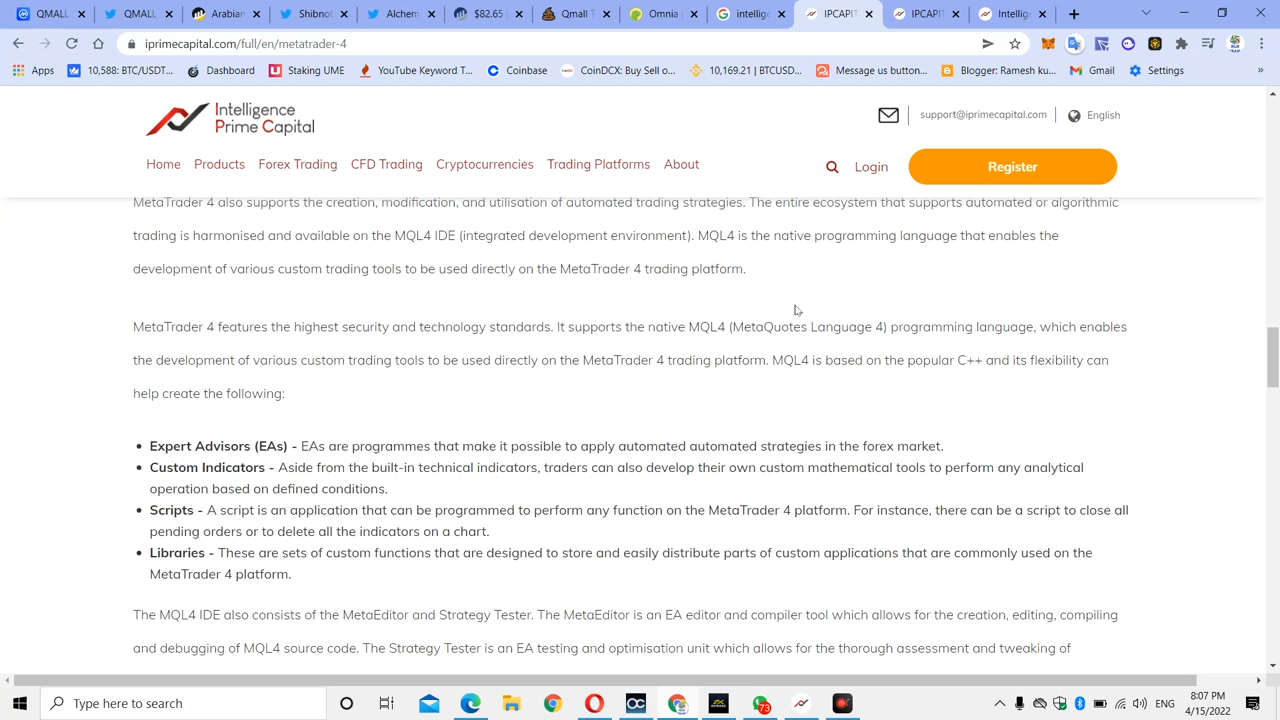 QMALL
Arabian
Twitter
Alchem
$82.65
Qmall T
Omnia
Intellige
IPCAPIT
IPCAPIT
Intellig
iprimecapital.com/full/en/metatrader-4
Apps
10,588: BTC/USDT...
Dashboard
Staking UME
YouTube Keyword T...
Coinbase
CoinDCX: Buy Sell o...
10,169.21 | BTCUSD...
Message us button...
Blogger: Ramesh ku...
Gmail
Settings
Intelligence
Prime Capital
support@iprimecapital.com
English
Home Products Forex Trading CFD Trading Cryptocurrencies Trading Platforms About
Login
Register
MetaTrader 4 also supports the creation, modification, and utilisation of automated trading strategies. The entire ecosystem that supports automated or algorithmic
trading is harmonised and available on the MQL4 IDE (integrated development environment). MQL4 is the native programming language that enables the
development of various custom trading tools to be used directly on the MetaTrader 4 trading platform.
MetaTrader 4 features the highest security and technology standards. It supports the native MQL4 (MetaQuotes Language 4) programming language, which enables
the development of various custom trading tools to be used directly on the MetaTrader 4 trading platform. MQL4 is based on the popular C++ and its flexibility can
help create the following:
Expert Advisors (EAs) - EAs are programmes that make it possible to apply automated automated strategies in the forex market.
Custom Indicators - Aside from the built-in technical indicators, traders can also develop their own custom mathematical tools to perform any analytical
operation based on defined conditions.
Scripts - A script is an application that can be programmed to perform any function on the MetaTrader 4 platform. For instance, there can be a script to close all
pending orders or to delete all the indicators on a chart.
Libraries - These are sets of custom functions that are designed to store and easily distribute parts of custom applications that are commonly used on the
MetaTrader 4 platform.
The MQL4 IDE also consists of the MetaEditor and Strategy Tester. The MetaEditor is an EA editor and compiler tool which allows for the creation, editing, compiling
and debugging of MQL4 source code. The Strategy Tester is an EA testing and optimisation unit which allows for the thorough assessment and tweaking of
Type here to search
73
ENG
8:07 PM
4/15/2022